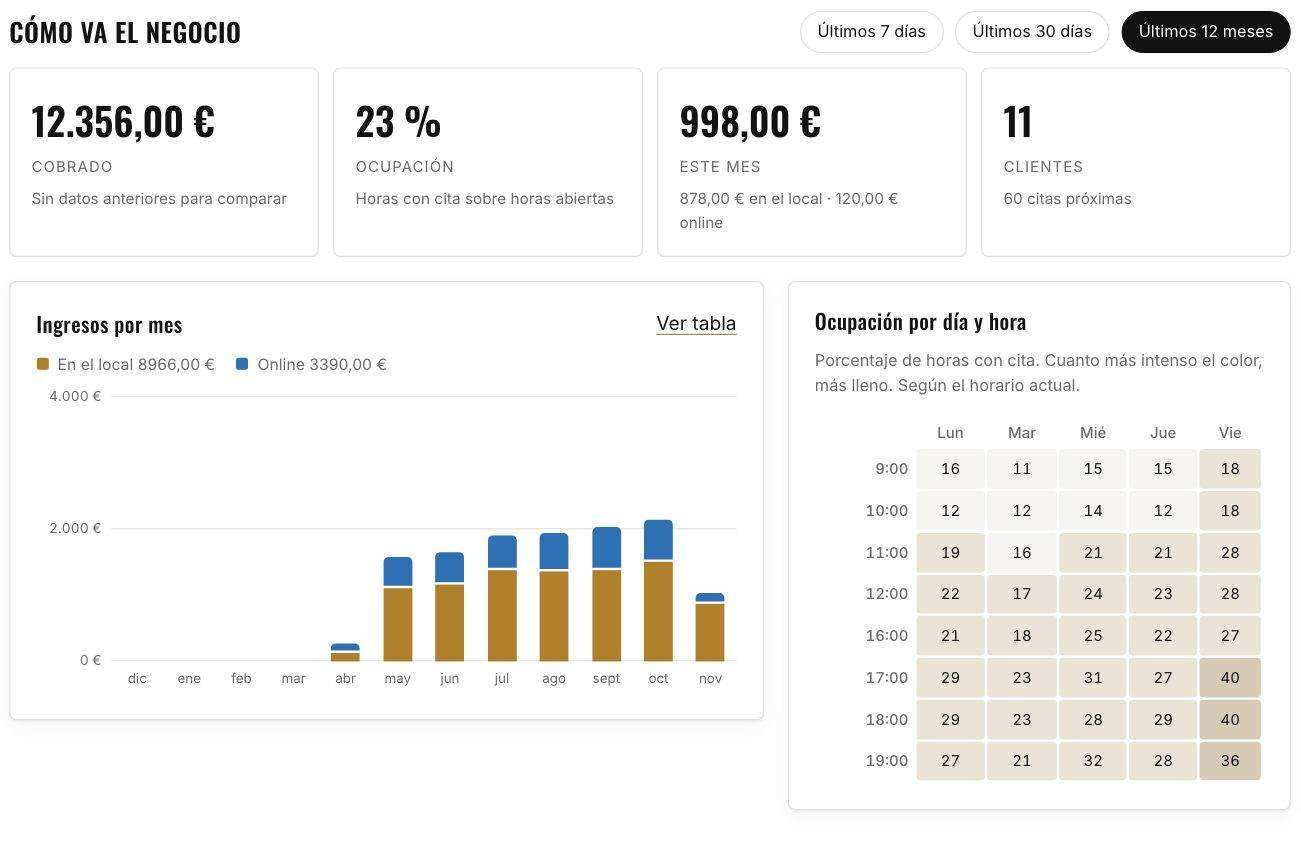 CÓMO VA EL NEGOCIO
Últimos 7 días
Últimos 30 días
Últimos 12 meses
12.356,00 €
COBRADO
Sin datos anteriores para comparar
23 %
OCUPACIÓN
Horas con cita sobre horas abiertas
998,00 €
ESTE MES
878,00 € en el local · 120,00 €
online
11
CLIENTES
60 citas próximas
Ingresos por mes
Ver tabla
En el local 8966,00 €
Online 3390,00 €
4.000 €
2.000 €
0 €
dic ene feb mar abr may jun jul ago sept oct nov
Ocupación por día y hora
Porcentaje de horas con cita. Cuanto más intenso el color,
más lleno. Según el horario actual.
Lun Mar Mié Jue Vie
9:00 16 11 15 15 18
10:00 12 12 14 12 18
11:00 19 16 21 21 28
12:00 22 17 24 23 28
16:00 21 18 25 22 27
17:00 29 23 31 27 40
18:00 29 23 28 29 40
19:00 27 21 32 28 36